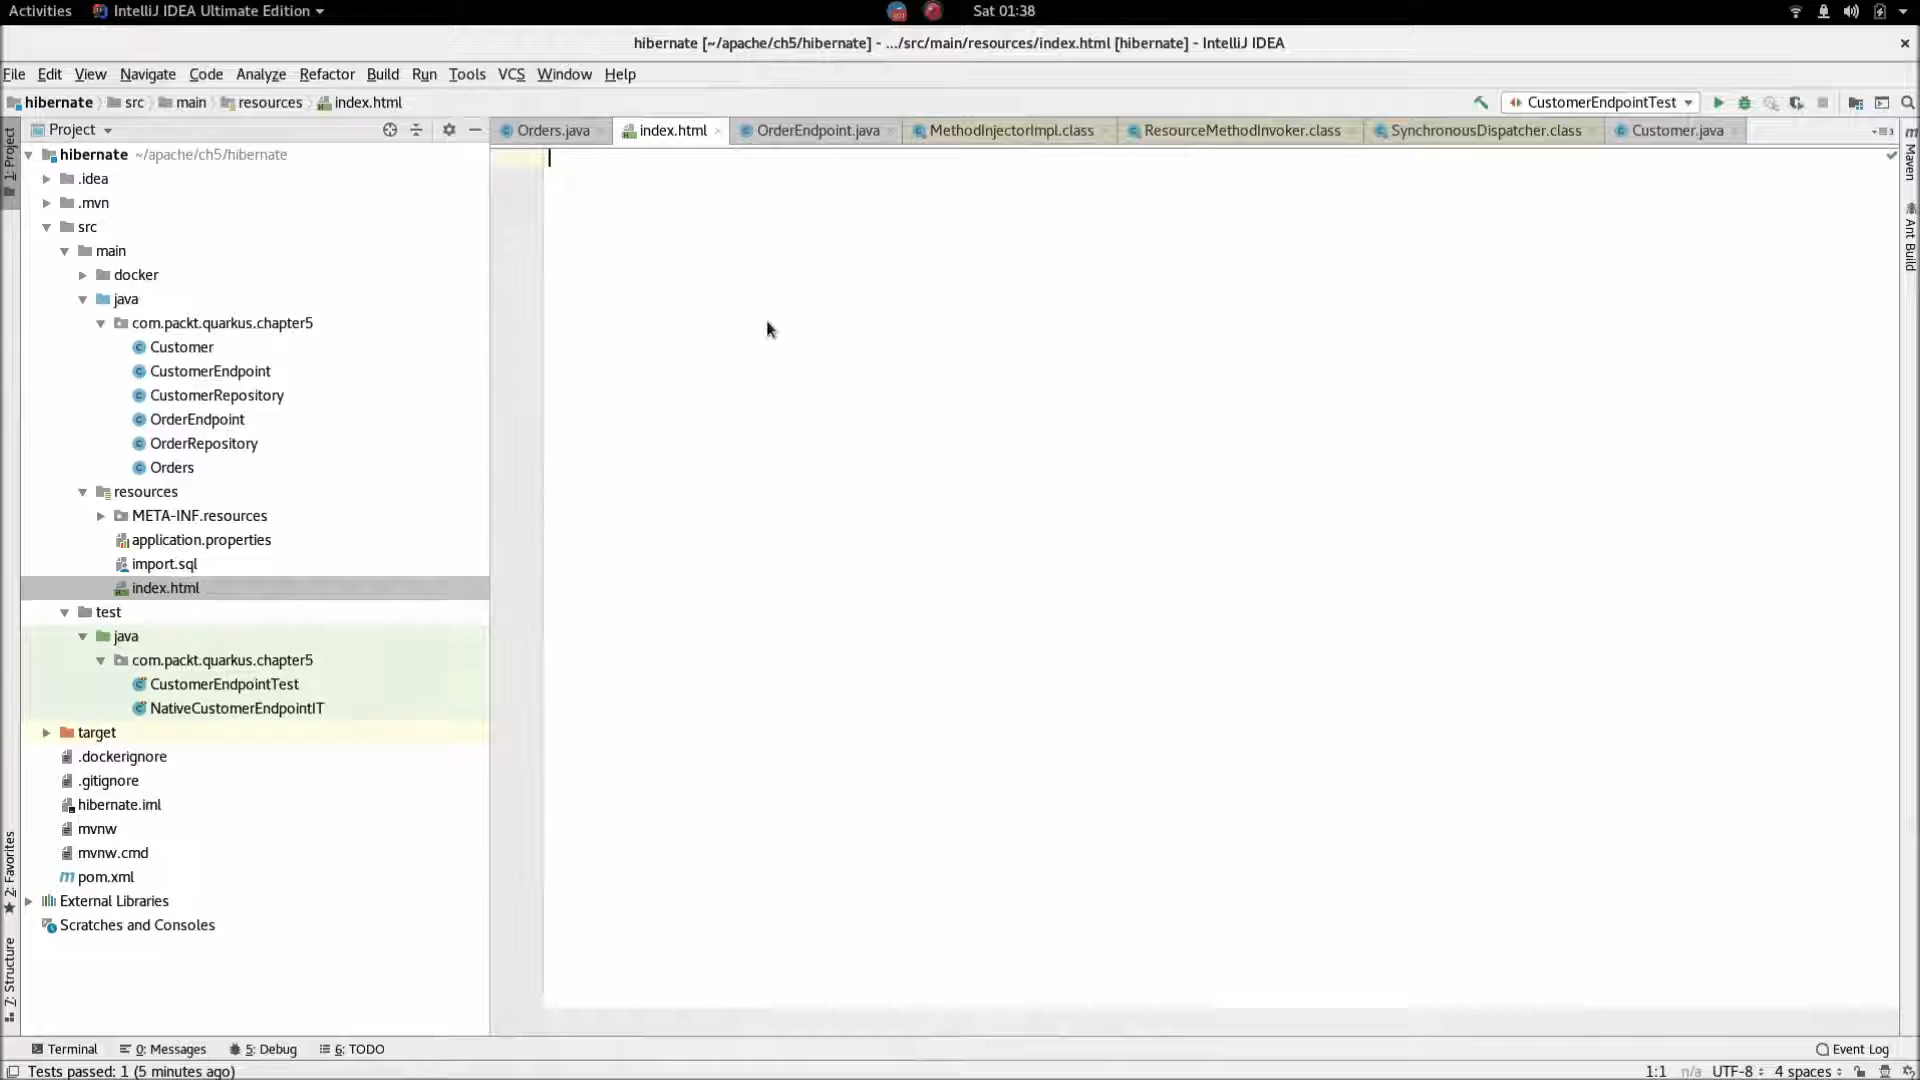 Activities IntelliJ IDEA Ultimate Edition Sat 01:38
hibernate [~/apache/ch5/hibernate] - .../src/main/resources/index.html [hibernate] - IntelliJ IDEA
File Edit View Navigate Code Analyze Refactor Build Run Tools VCS Window Help
hibernate src main resources index.html CustomerEndpointTest
Project Orders.java index.html OrderEndpoint.java MethodInjectorImpl.class ResourceMethodInvoker.class SynchronousDispatcher.class Customer.java
1: Project
Maven
Ant Build
hibernate ~/apache/ch5/hibernate
.idea
.mvn
src
main
docker
java
com.packt.quarkus.chapter5
Customer
CustomerEndpoint
CustomerRepository
OrderEndpoint
OrderRepository
Orders
resources
META-INF.resources
application.properties
import.sql
index.html
test
java
com.packt.quarkus.chapter5
CustomerEndpointTest
NativeCustomerEndpointIT
target
.dockerignore
.gitignore
hibernate.iml
mvnw
mvnw.cmd
pom.xml
External Libraries
Scratches and Consoles
2: Favorites
7: Structure
Terminal 0: Messages 5: Debug 6: TODO Event Log
Tests passed: 1 (5 minutes ago) 1:1 n/a UTF-8 4 spaces